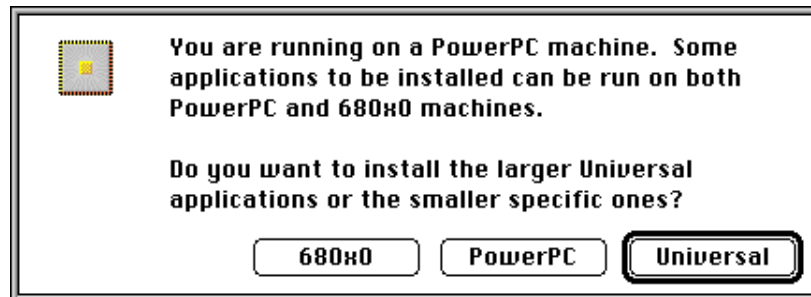 You are running on a PowerPC machine.  Some
applications to be installed can be run on both
PowerPC and 680x0 machines.
Do you want to install the larger Universal
applications or the smaller specific ones?
680x0 PowerPC Universal